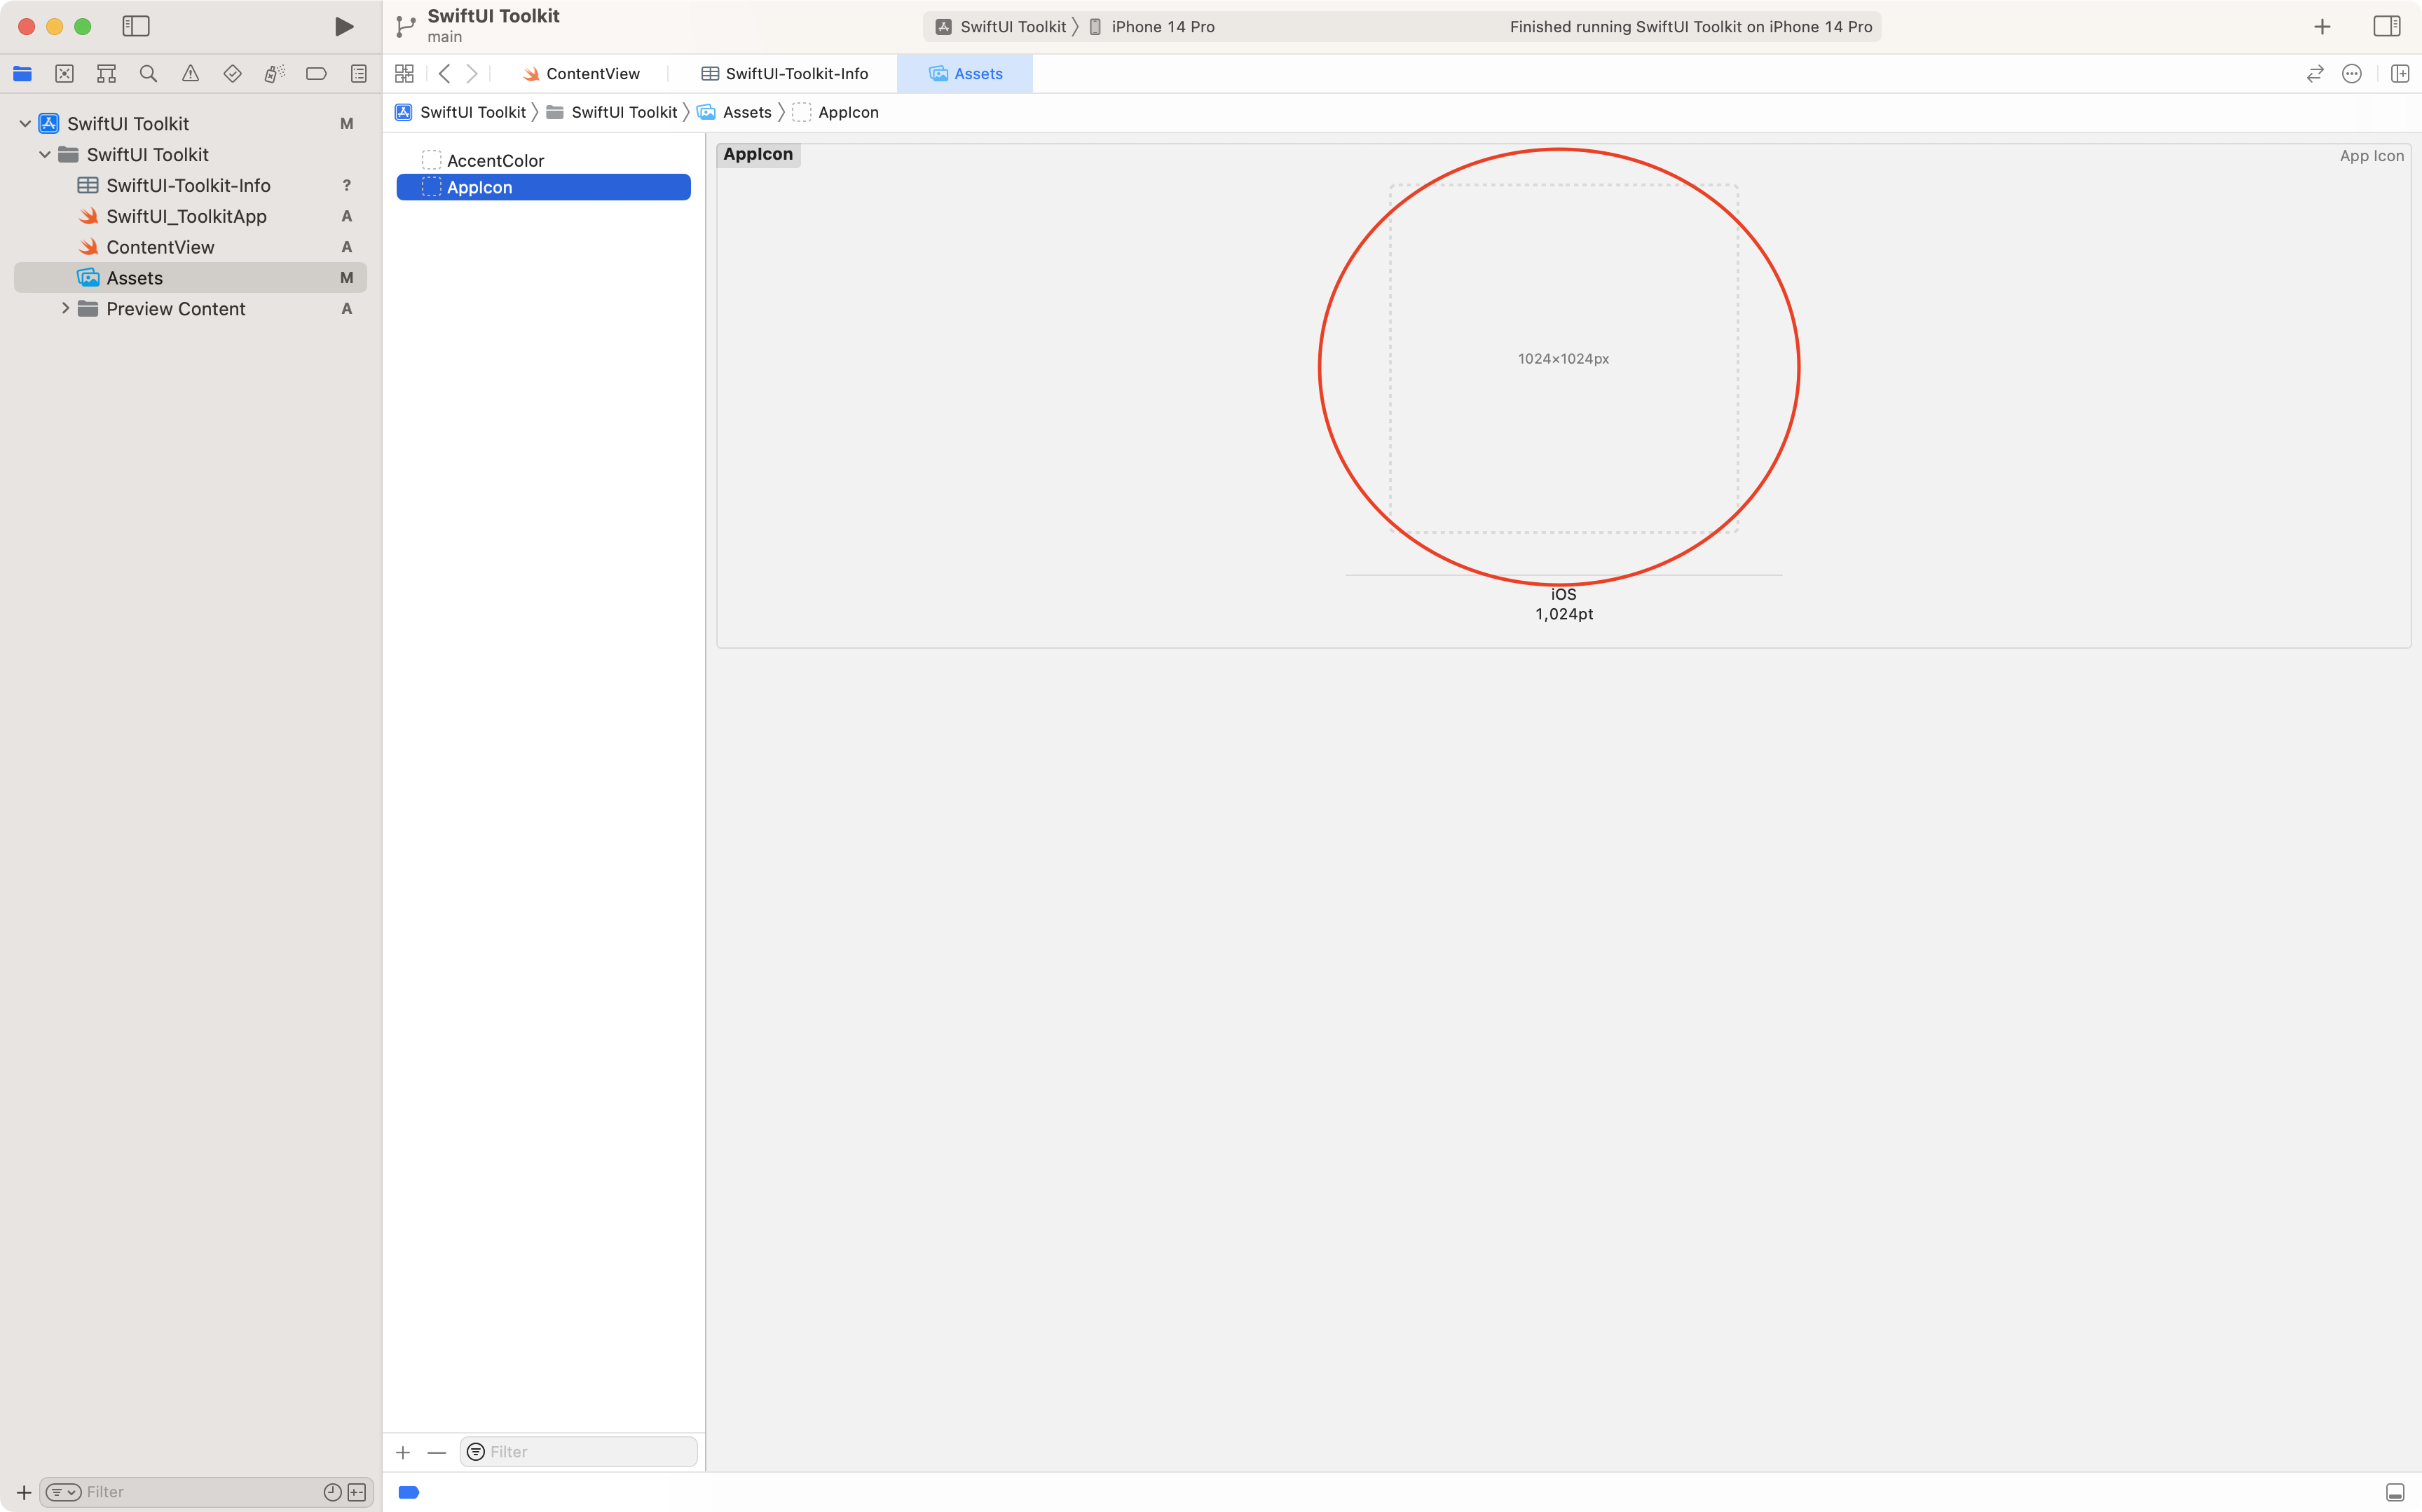 SwiftUI Toolkit
main
SwiftUI Toolkit
iPhone 14 Pro
Finished running SwiftUI Toolkit on iPhone 14 Pro
ContentView
SwiftUI-Toolkit-Info
Assets
SwiftUI Toolkit
SwiftUI Toolkit
Assets
AppIcon
SwiftUI Toolkit M
SwiftUI Toolkit
SwiftUI-Toolkit-Info ?
SwiftUI_ToolkitApp A
ContentView A
Assets M
Preview Content A
AccentColor
AppIcon
AppIcon
App Icon
1024×1024px
iOS
1,024pt
Filter
Filter